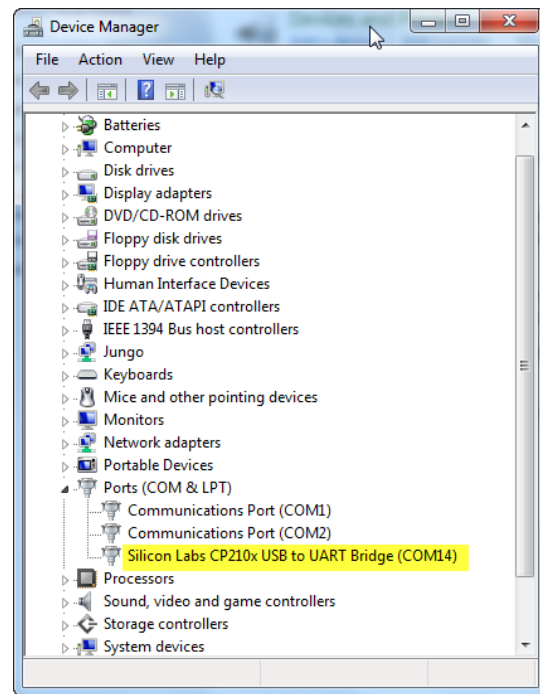 Device Manager
File Action View Help
Batteries
Computer
Disk drives
Display adapters
DVD/CD-ROM drives
Floppy disk drives
Floppy drive controllers
Human Interface Devices
IDE ATA/ATAPI controllers
IEEE 1394 Bus host controllers
Jungo
Keyboards
Mice and other pointing devices
Monitors
Network adapters
Portable Devices
Ports (COM & LPT)
Communications Port (COM1)
Communications Port (COM2)
Silicon Labs CP210x USB to UART Bridge (COM14)
Processors
Sound, video and game controllers
Storage controllers
System devices